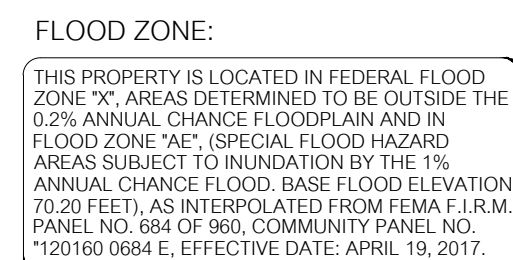 FLOOD ZONE:
THIS PROPERTY IS LOCATED IN FEDERAL FLOOD
ZONE "X", AREAS DETERMINED TO BE OUTSIDE THE
0.2% ANNUAL CHANCE FLOODPLAIN AND IN
FLOOD ZONE "AE", (SPECIAL FLOOD HAZARD
AREAS SUBJECT TO INUNDATION BY THE 1%
ANNUAL CHANCE FLOOD. BASE FLOOD ELEVATION
70.20 FEET), AS INTERPOLATED FROM FEMA F.I.R.M.
PANEL NO. 684 OF 960, COMMUNITY PANEL NO.
"120160 0684 E, EFFECTIVE DATE: APRIL 19, 2017.